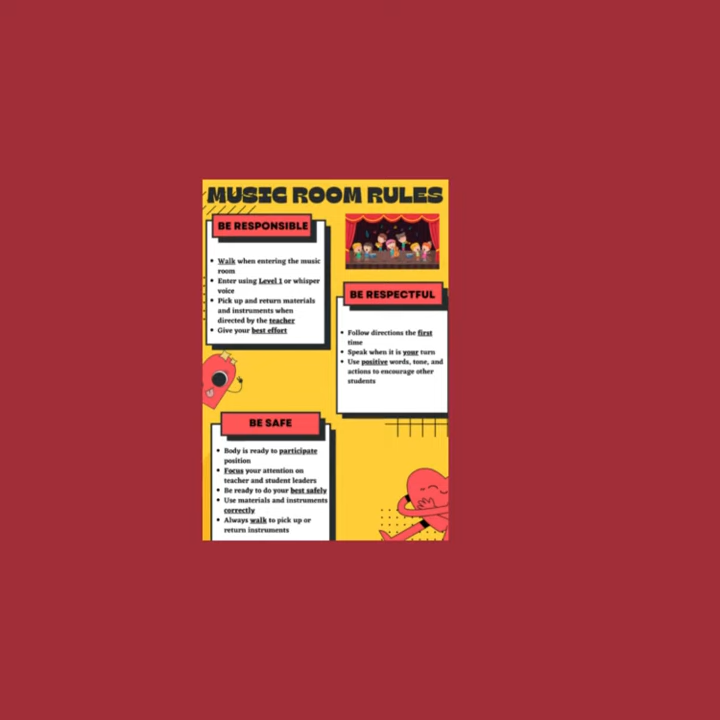 MUSIC ROOM RULES
BE RESPONSIBLE
• Walk when entering the music
room
• Enter using Level 1 or whisper
voice
• Pick up and return materials
and instruments when
directed by the teacher
• Give your best effort
BE RESPECTFUL
• Follow directions the first
time
• Speak when it is your turn
• Use positive words, tone, and
actions to encourage other
students
BE SAFE
• Body is ready to participate
position
• Focus your attention on
teacher and student leaders
• Be ready to do your best safely
• Use materials and instruments
correctly
• Always walk to pick up or
return instruments